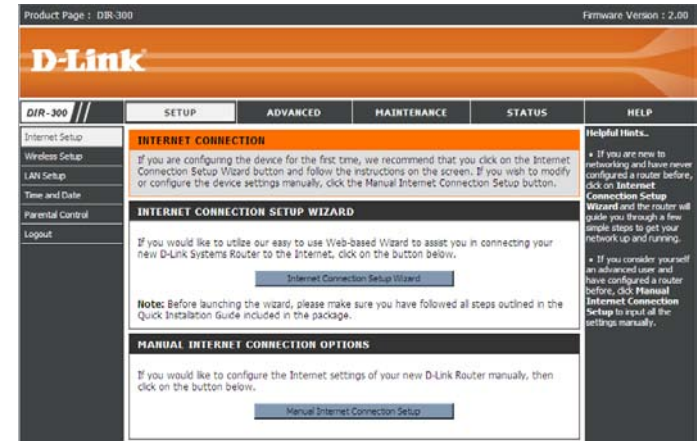 Product Page : DIR-300
Firmware Version : 2.00
D-Link
DIR-300
SETUP
ADVANCED
MAINTENANCE
STATUS
HELP
Internet Setup
Wireless Setup
LAN Setup
Time and Date
Parental Control
Logout
INTERNET CONNECTION
If you are configuring the device for the first time, we recommend that you click on the Internet
Connection Setup Wizard button and follow the instructions on the screen. If you wish to modify
or configure the device settings manually, click the Manual Internet Connection Setup button.
INTERNET CONNECTION SETUP WIZARD
If you would like to utilize our easy to use Web-based Wizard to assist you in connecting your
new D-Link Systems Router to the Internet, click on the button below.
Internet Connection Setup Wizard
Note: Before launching the wizard, please make sure you have followed all steps outlined in the
Quick Installation Guide included in the package.
MANUAL INTERNET CONNECTION OPTIONS
If you would like to configure the Internet settings of your new D-Link Router manually, then
click on the button below.
Manual Internet Connection Setup
Helpful Hints..
• If you are new to
networking and have never
configured a router before,
click on Internet
Connection Setup
Wizard and the router will
guide you through a few
simple steps to get your
network up and running.
• If you consider yourself
an advanced user and
have configured a router
before, click Manual
Internet Connection
Setup to input all the
settings manually.